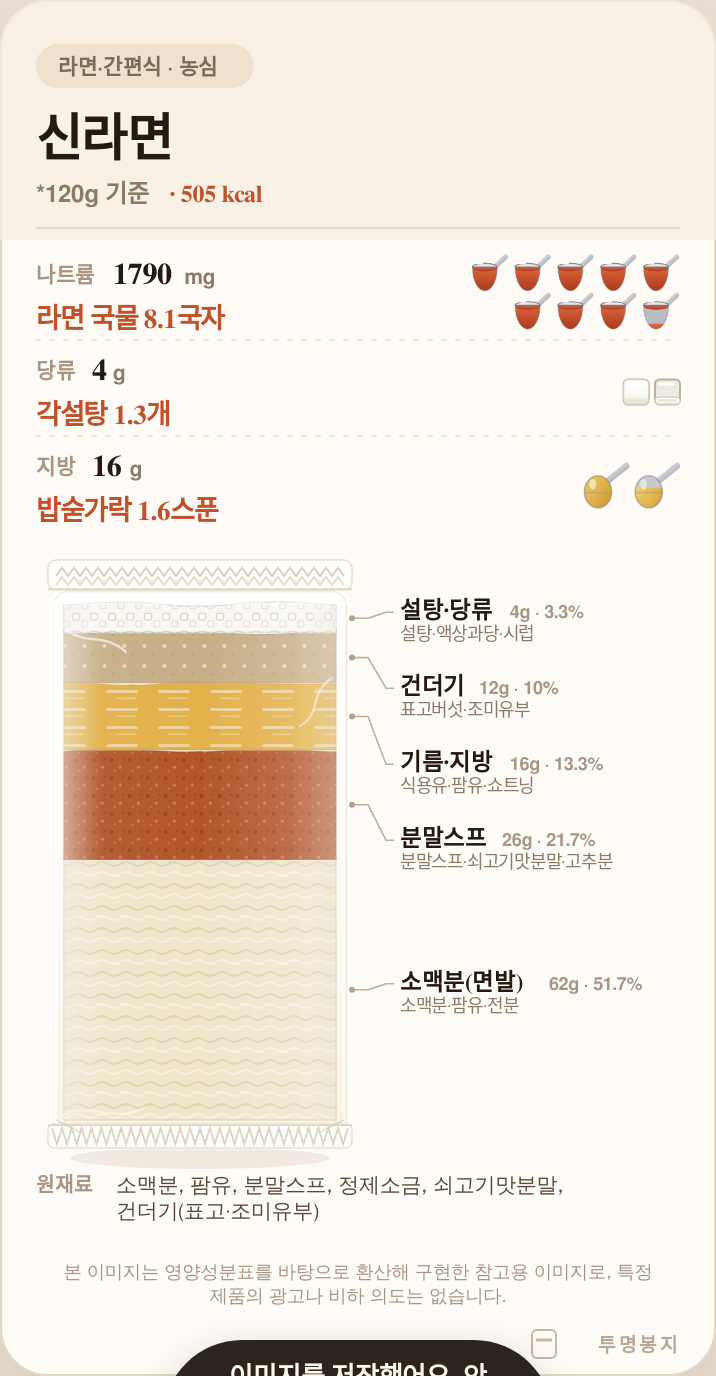 라면·간편식 · 농심
신라면
*120g 기준 · 505 kcal
나트륨 1790 mg
라면 국물 8.1국자
당류 4 g
각설탕 1.3개
지방 16 g
밥숟가락 1.6스푼
설탕·당류 4g · 3.3%
설탕·액상과당·시럽
건더기 12g · 10%
표고버섯·조미유부
기름·지방 16g · 13.3%
식용유·팜유·쇼트닝
분말스프 26g · 21.7%
분말스프·쇠고기맛분말·고추분
소맥분(면발) 62g · 51.7%
소맥분·팜유·전분
원재료 소맥분, 팜유, 분말스프, 정제소금, 쇠고기맛분말,
건더기(표고·조미유부)
본 이미지는 영양성분표를 바탕으로 환산해 구현한 참고용 이미지로, 특정
제품의 광고나 비하 의도는 없습니다.
투명봉지
이미지를 저장했어요. 앗